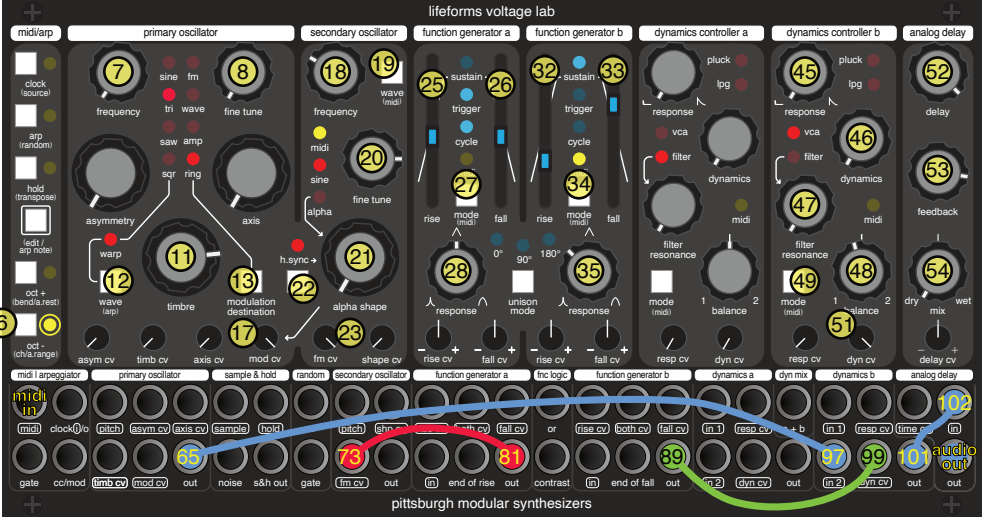 lifeforms voltage lab
midi/arp primary oscillator secondary oscillator function generator a function generator b dynamics controller a dynamics controller b analog delay
clock
(source)
arp
(random)
hold
(transpose)
(edit /
arp note)
oct +
(bend/a.rest)
6
oct -
(ch/a.range)
7 8
sine fm
tri wave
saw amp
sqr ring
frequency fine tune
asymmetry axis
warp
11
12 13
wave
(arp)
timbre
modulation
destination
17
asym cv timb cv axis cv mod cv
18 19
wave
(midi)
frequency
midi
sine
alpha
20
fine tune
h.sync
21
22
alpha shape
23
fm cv shape cv
25 26
sustain
trigger
cycle
27
rise mode fall
(midi)
28
response
rise cv fall cv
0° 90° 180°
unison
mode
32 33
sustain
trigger
cycle
34
rise mode fall
(midi)
35
response
rise cv fall cv
response
pluck
lpg
vca
filter
dynamics
midi
filter
resonance
mode
(midi)
1 2
balance
resp cv dyn cv
45
response
pluck
lpg
vca
filter
46
dynamics
47
midi
filter
resonance
49 48
mode
(midi)
1 2
balance
51
resp cv dyn cv
52
delay
53
feedback
54
dry wet
mix
delay cv
midi I arpeggiator primary oscillator sample & hold random secondary oscillator function generator a fnc logic function generator b dynamics a dyn mix dynamics b analog delay
midi
in
102
midi clock(i)/o pitch asym cv axis cv sample hold pitch shp cv both cv fall cv or rise cv both cv fall cv in 1 resp cv a + b in 1 resp cv time cv in
65 73 81 89 97 99 101 audio
out
gate cc/mod timb cv mod cv out noise s&h out gate fm cv in end of rise out contrast in end of fall out in 2 dyn cv out in 2 dyn cv out out
pittsburgh modular synthesizers